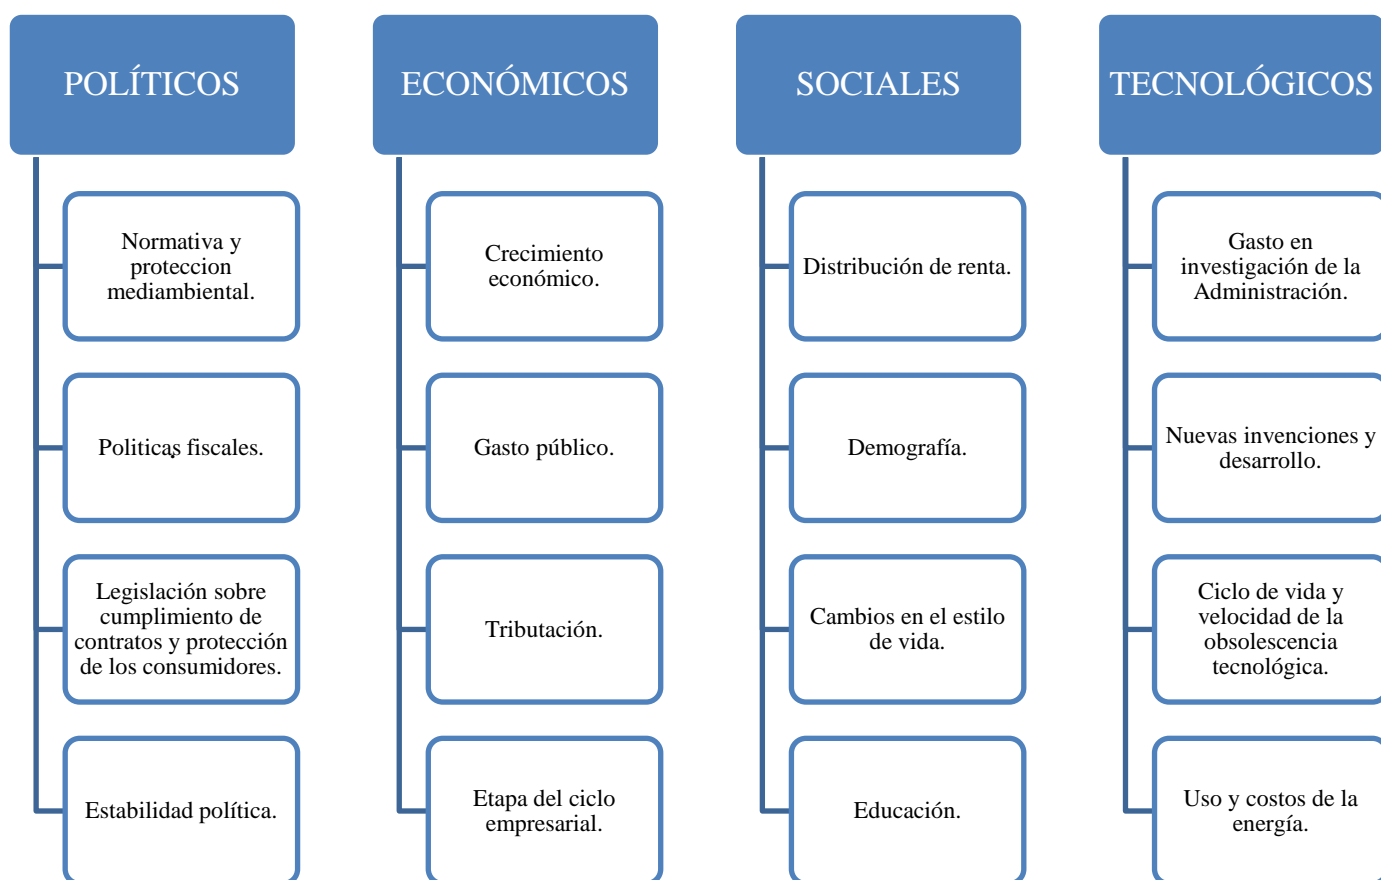 POLÍTICOS
Normativa y
proteccion
mediambiental.
Politicas fiscales.
Legislación sobre
cumplimiento de
contratos y protección
de los consumidores.
Estabilidad política.
ECONÓMICOS
Crecimiento
económico.
Gasto público.
Tributación.
Etapa del ciclo
empresarial.
SOCIALES
Distribución de renta.
Demografía.
Cambios en el estilo
de vida.
Educación.
TECNOLÓGICOS
Gasto en
investigación de la
Administración.
Nuevas invenciones y
desarrollo.
Ciclo de vida y
velocidad de la
obsolescencia
tecnológica.
Uso y costos de la
energía.